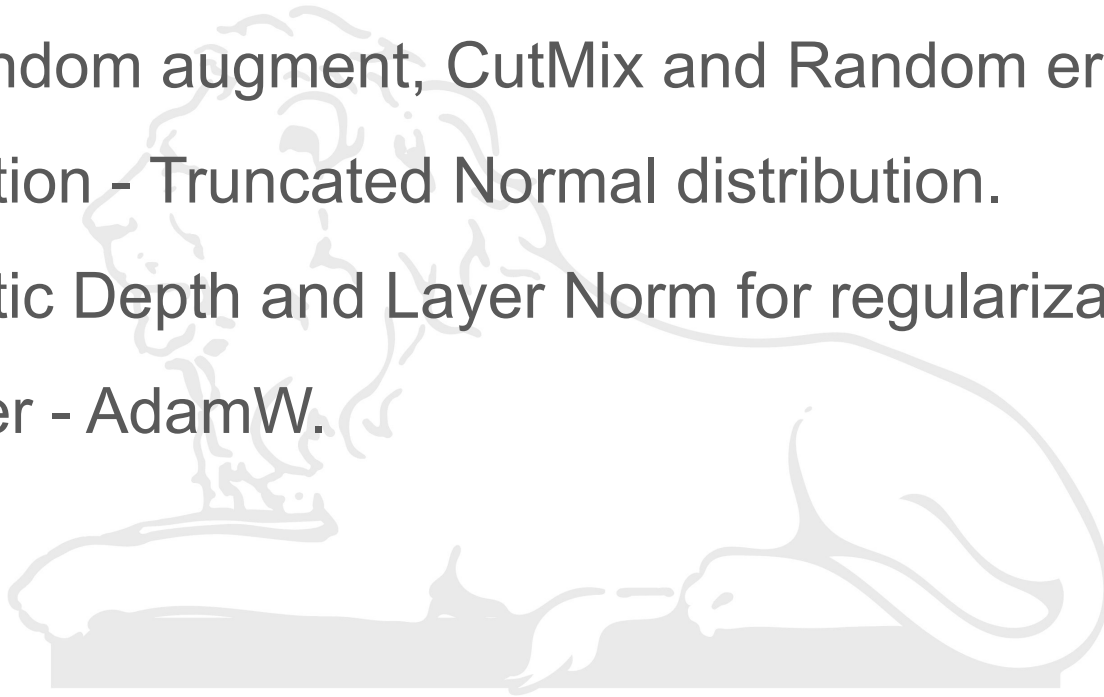 ndom augment, CutMix and Random er
tion - Truncated Normal distribution.
tic Depth and Layer Norm for regulariza
er - AdamW.